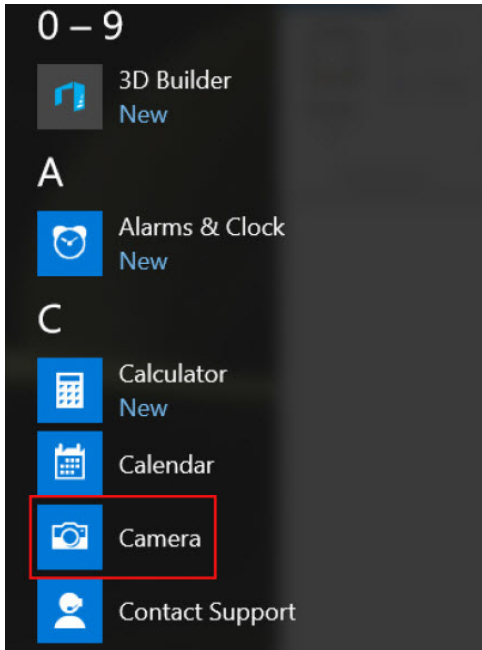 0 – 9
3D Builder
New
A
Alarms & Clock
New
C
Calculator
New
Calendar
Camera
Contact Support